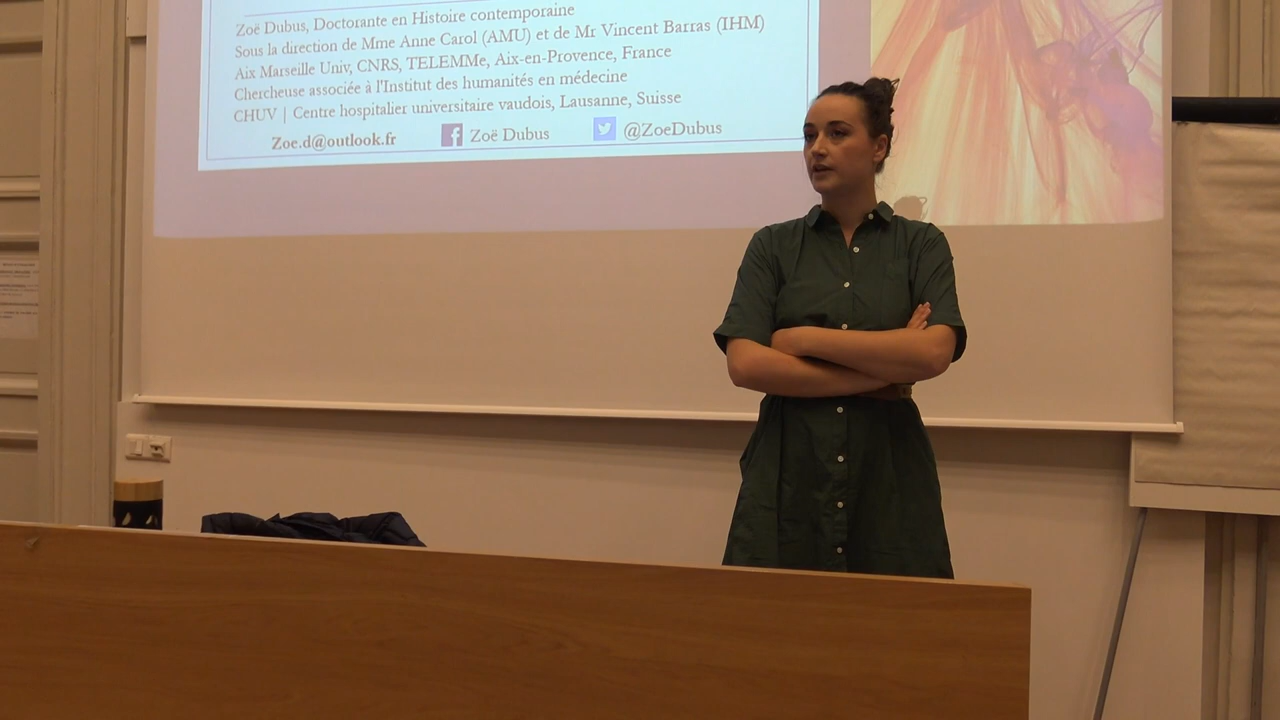 Zoë Dubus, Doctorante en Histoire contemporaine
Sous la direction de Mme Anne Carol (AMU) et de Mr Vincent Barras (IHM)
Aix Marseille Univ, CNRS, TELEMMe, Aix-en-Provence, France
Chercheuse associée à l'Institut des humanités en médecine
CHUV | Centre hospitalier universitaire vaudois, Lausanne, Suisse
Zoe.d@outlook.fr f Zoë Dubus @ZoeDubus